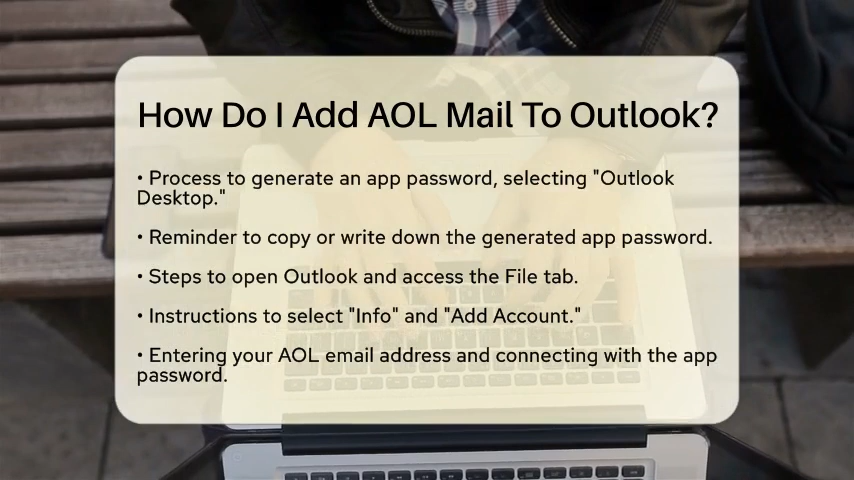 How Do I Add AOL Mail To Outlook?
• Process to generate an app password, selecting "Outlook
Desktop."
• Reminder to copy or write down the generated app password.
• Steps to open Outlook and access the File tab.
• Instructions to select "Info" and "Add Account."
• Entering your AOL email address and connecting with the app
password.